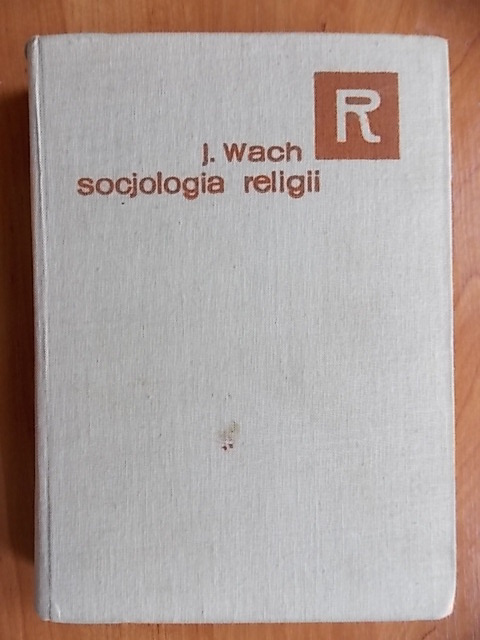 R
J. Wach
socjologia religii